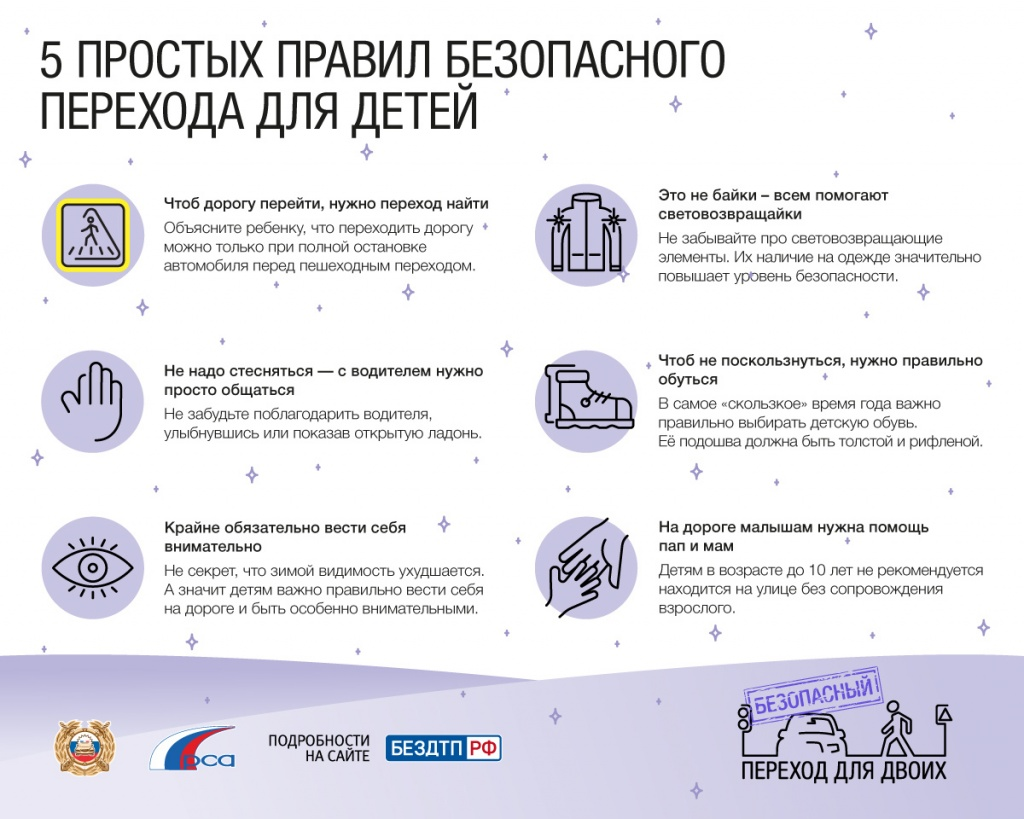 5 ПРОСТЫХ ПРАВИЛ БЕЗОПАСНОГО
ПЕРЕХОДА ДЛЯ ДЕТЕЙ
Чтоб дорогу перейти, нужно переход найти
Объясните ребенку, что переходить дорогу
можно только при полной остановке
автомобиля перед пешеходным переходом.
Не надо стесняться — с водителем нужно
просто общаться
Не забудьте поблагодарить водителя,
улыбнувшись или показав открытую ладонь.
Крайне обязательно вести себя
внимательно
Не секрет, что зимой видимость ухудшается.
А значит детям важно правильно вести себя
на дороге и быть особенно внимательными.
Это не байки – всем помогают
световозвращайки
Не забывайте про световозвращающие
элементы. Их наличие на одежде значительно
повышает уровень безопасности.
Чтоб не поскользнуться, нужно правильно
обуться
В самое «скользкое» время года важно
правильно выбирать детскую обувь.
Её подошва должна быть толстой и рифленой.
На дороге малышам нужна помощь
пап и мам
Детям в возрасте до 10 лет не рекомендуется
находится на улице без сопровождения
взрослого.
рса
ПОДРОБНОСТИ
НА САЙТЕ
БЕЗДТП РФ
БЕЗОПАСНЫЙ
ПЕРЕХОД ДЛЯ ДВОИХ